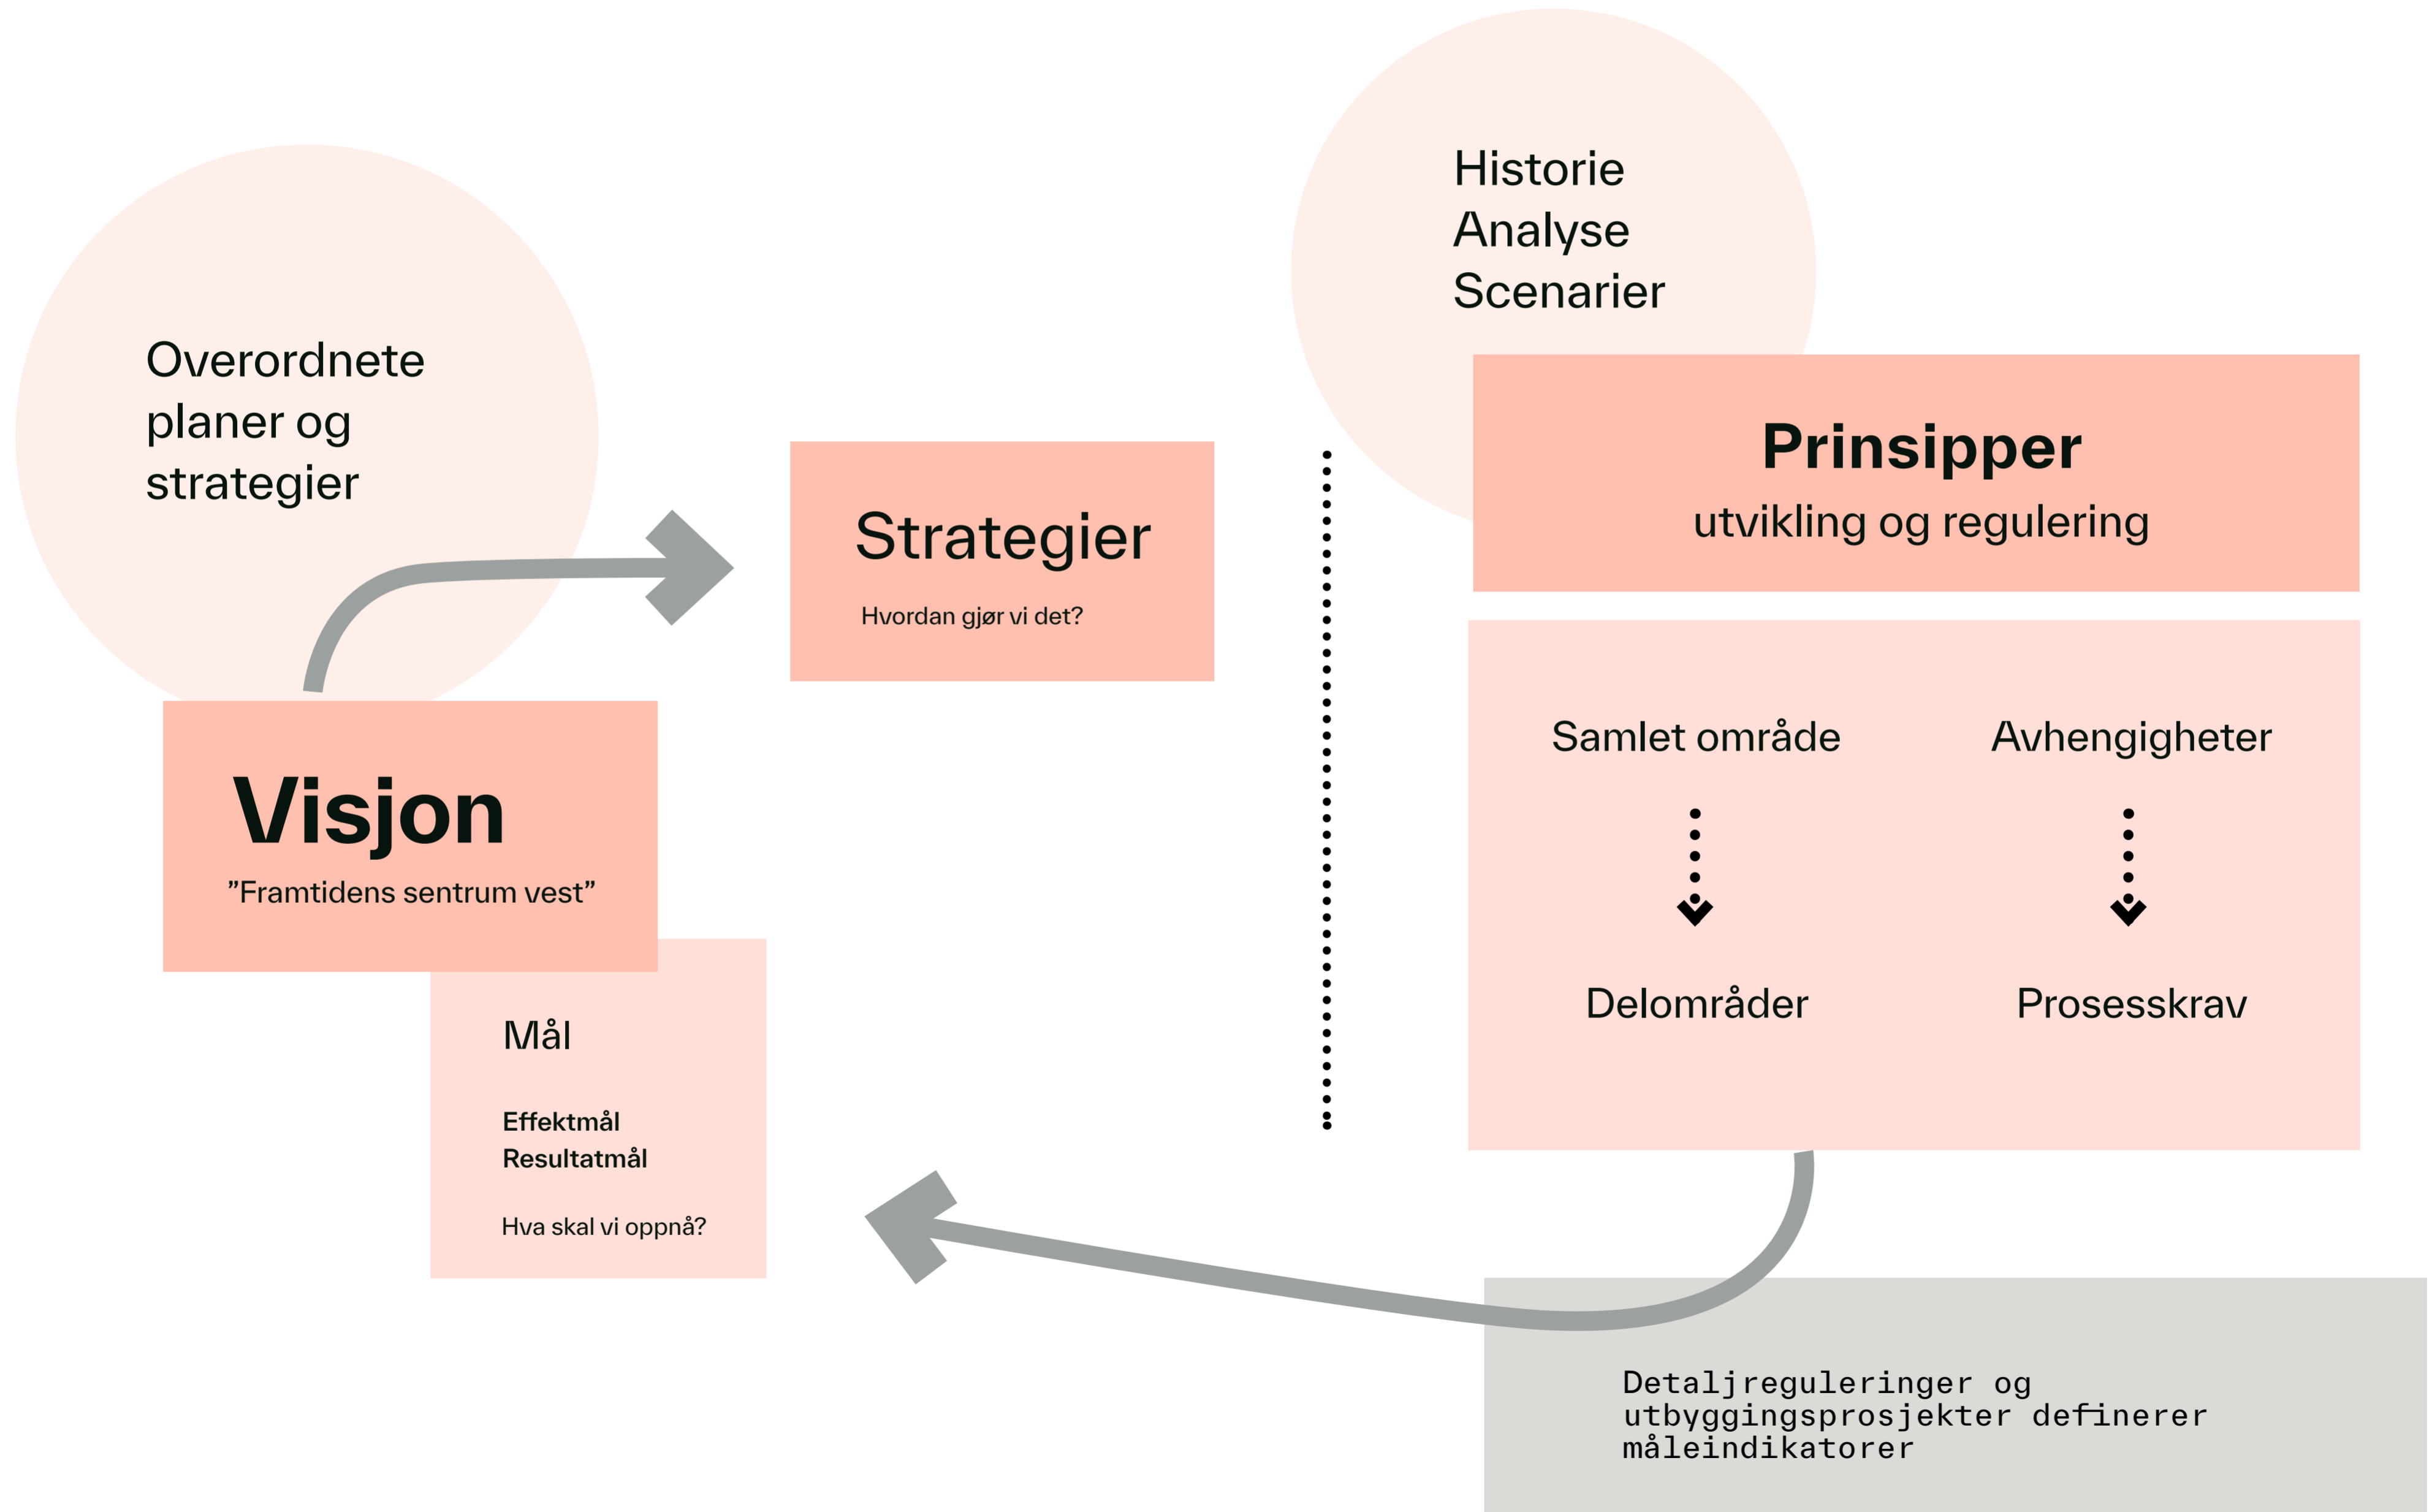 Overordnete
planer og
strategier
Visjon
”Framtidens sentrum vest”
Mål
Effektmål
Resultatmål
Hva skal vi oppnå?
Strategier
Hvordan gjør vi det?
Historie
Analyse
Scenarier
Prinsipper
utvikling og regulering
Samlet område
Delområder
Avhengigheter
Prosesskrav
Detaljreguleringer og
utbyggingsprosjekter definerer
måleindikatorer